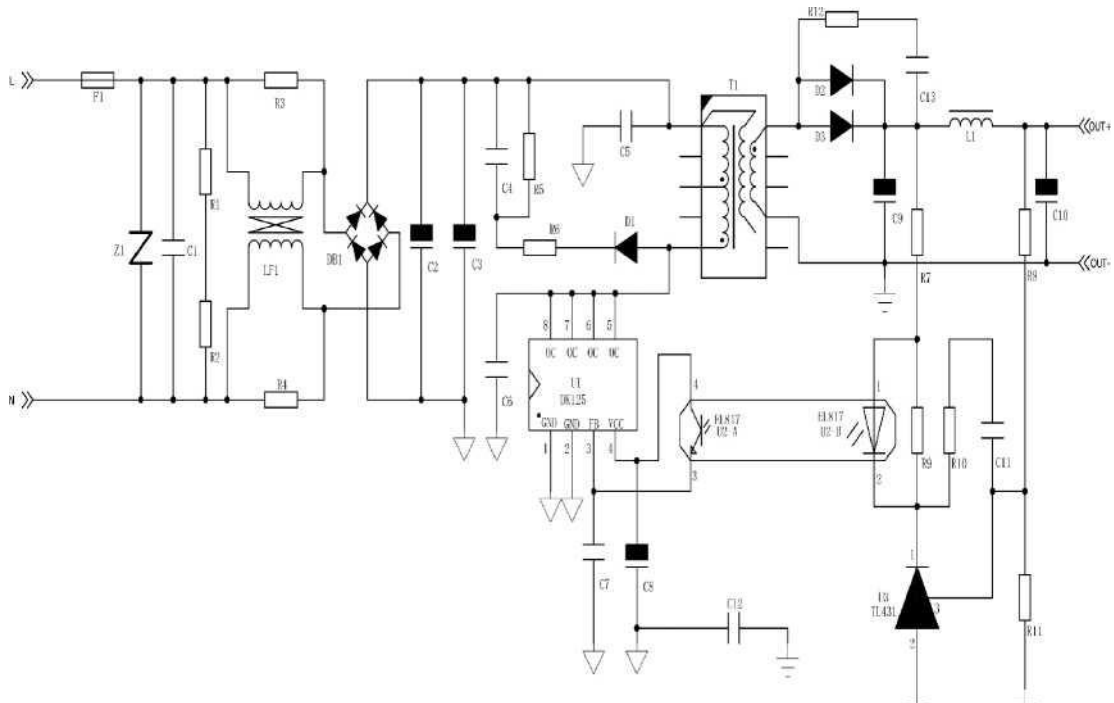 R12
L
F1
R3
D2
C13
T1
OUT+
D3
L1
C5
C4
R5
R1
C9
C10
R6
D1
Z1
C1
DB1
C2
C3
LF1
R7
R8
OUT-
R2
8
7
6
5
OC
OC
OC
OC
R4
N
C6
U1
DK125
4
1
EL817
U2-A
EL817
U2-B
GND
GND
FB
VCC
1
2
3
4
3
2
R9
R10
C11
1
C7
C8
U3
TL431
3
C12
2
R11